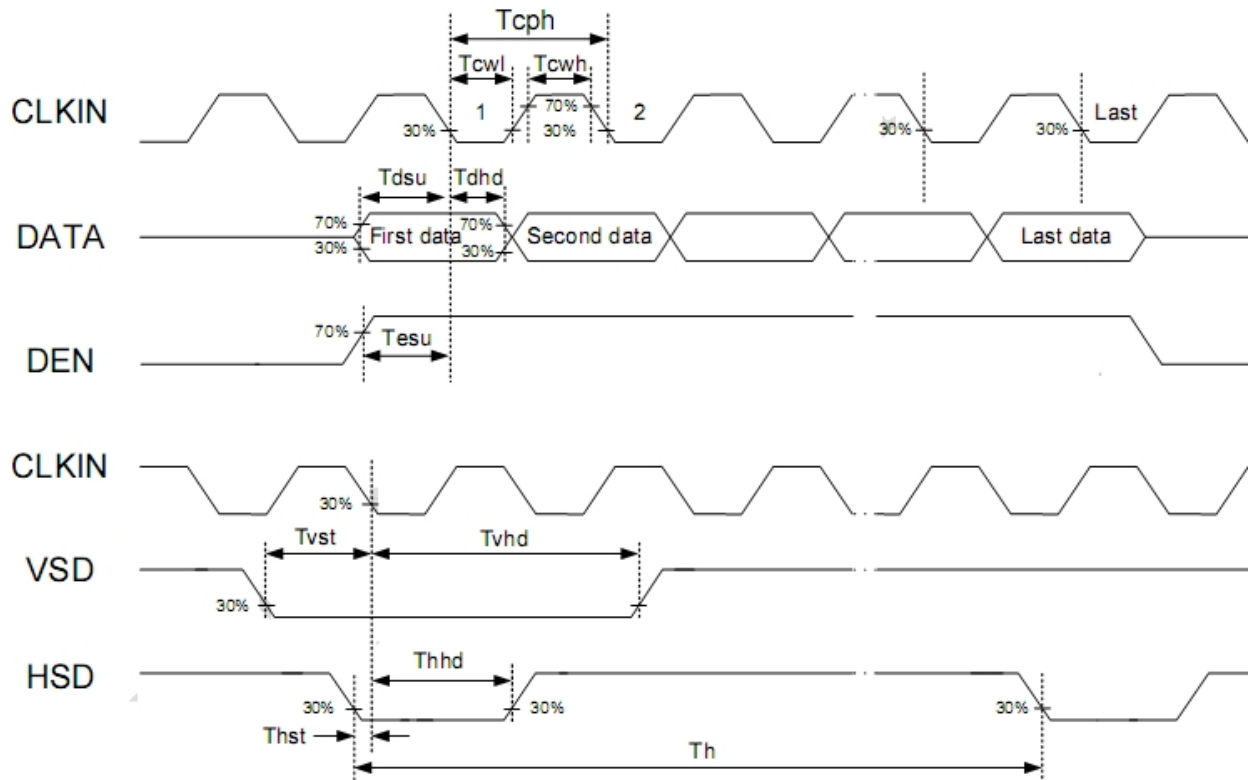 Tcph
Tcwl Tcwh
CLKIN 30% 1 70% 30% 2 30% 30% Last
Tdsu Tdhd
DATA 70% 30% First data 70% 30% Second data Last data
DEN 70% Tesu
CLKIN 30%
Tvst Tvhd
VSD 30%
HSD Thhd
30% 30% 30%
Thst
Th